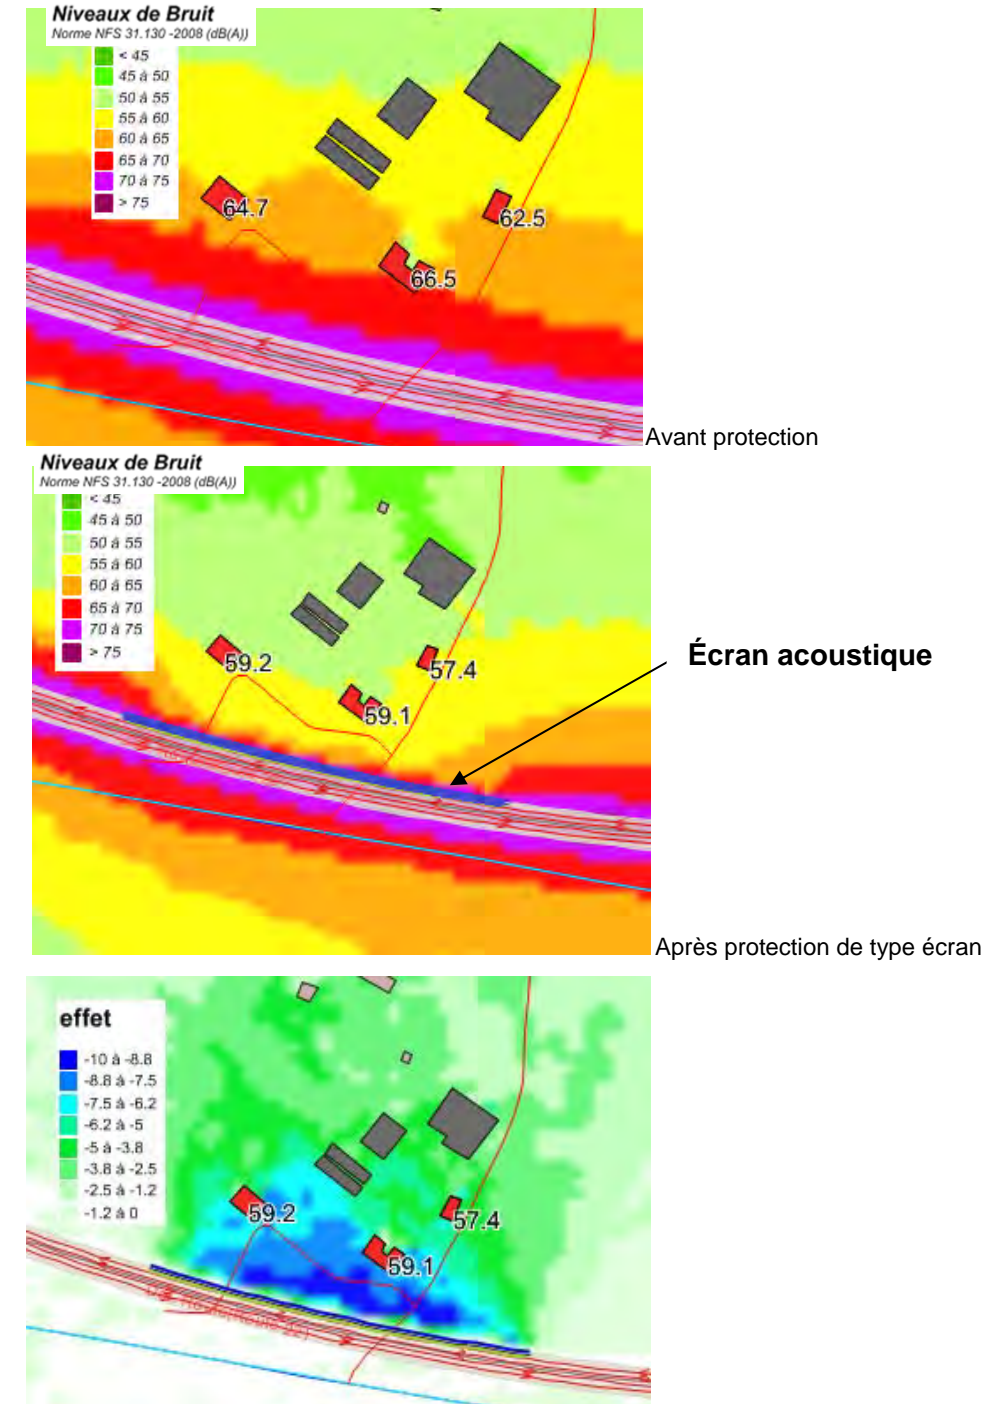 Niveaux de Bruit
Norme NFS 31.130 -2008 (dB(A))
< 45
45 à 50
50 à 55
55 à 60
60 à 65
65 à 70
70 à 75
> 75
64.7
62.5
66.5
Avant protection
Niveaux de Bruit
Norme NFS 31.130 -2008 (dB(A))
< 45
45 à 50
50 à 55
55 à 60
60 à 65
65 à 70
70 à 75
> 75
59.2
57.4
59.1
Écran acoustique
Après protection de type écran
effet
-10 à -8.8
-8.8 à -7.5
-7.5 à -6.2
-6.2 à -5
-5 à -3.8
-3.8 à -2.5
-2.5 à -1.2
-1.2 à 0
59.2
57.4
59.1